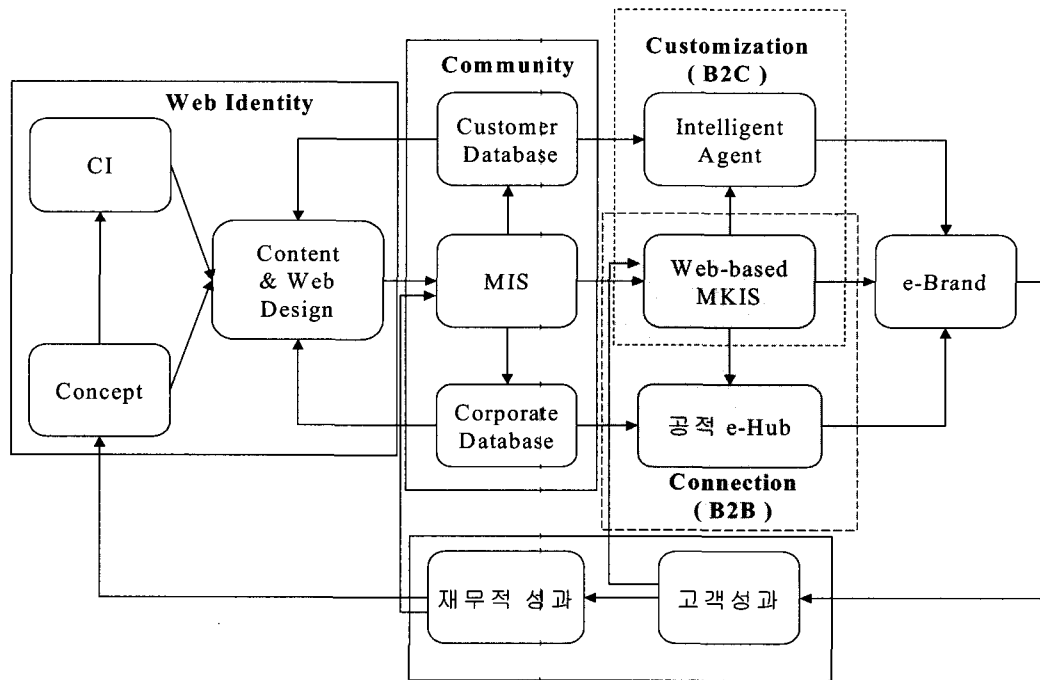 Customization
( B2C )
Community
Web Identity
Customer
Database
Intelligent
Agent
CI
Content
& Web
Design
MIS
Web-based
MKIS
e-Brand
Concept
Corporate
Database
공적 e-Hub
Connection
( B2B )
재무적 성과
고객성과